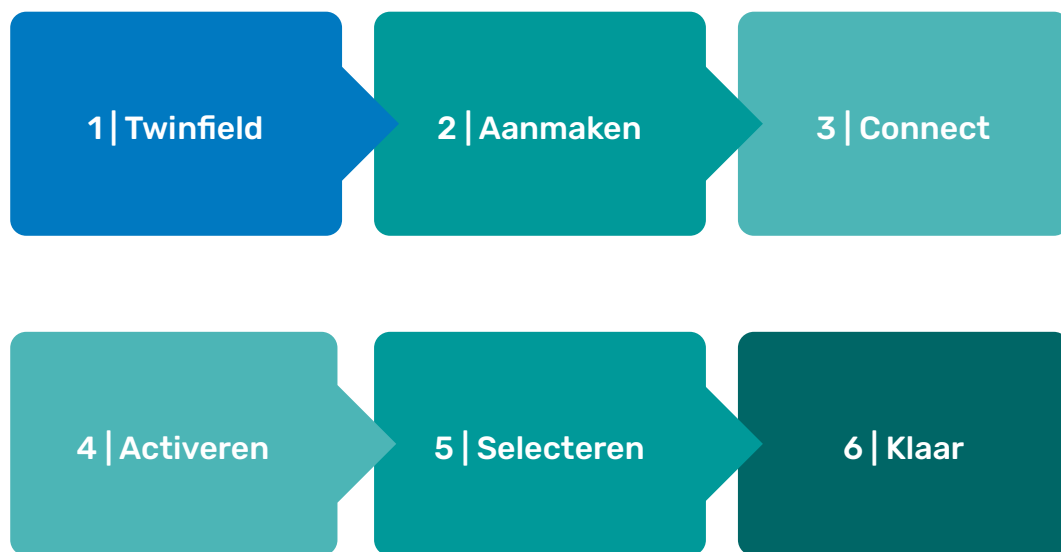 1 | Twinfield
2 | Aanmaken
3 | Connect
4 | Activeren
5 | Selecteren
6 | Klaar